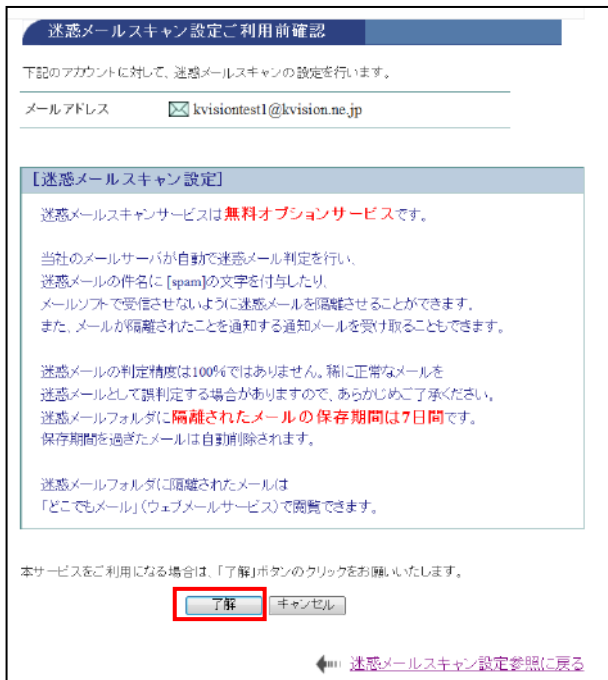 迷惑メールスキャン設定ご利用前確認
下記のアカウントに対して、迷惑メールスキャンの設定を行います。
メールアドレス kvisiontest1@kvision.ne.jp
[迷惑メールスキャン設定]
迷惑メールスキャンサービスは無料オプションサービスです。
当社のメールサーバが自動で迷惑メール判定を行い、
迷惑メールの件名に [spam]の文字を付与したり、
メールソフトで受信させないように迷惑メールを隔離させることができます。
また、メールが隔離されたことを通知する通知メールを受け取ることもできます。
迷惑メールの判定精度は100%ではありません。稀に正常なメールを
迷惑メールとして誤判定する場合がありますので、あらかじめご了承ください。
迷惑メールフォルダに隔離されたメールの保存期間は7日間です。
保存期間を過ぎたメールは自動削除されます。
迷惑メールフォルダに隔離されたメールは
「どこでもメール」(ウェブメールサービス)で閲覧できます。
本サービスをご利用になる場合は、「了解」ボタンのクリックをお願いいたします。
了解 キャンセル
迷惑メールスキャン設定参照に戻る